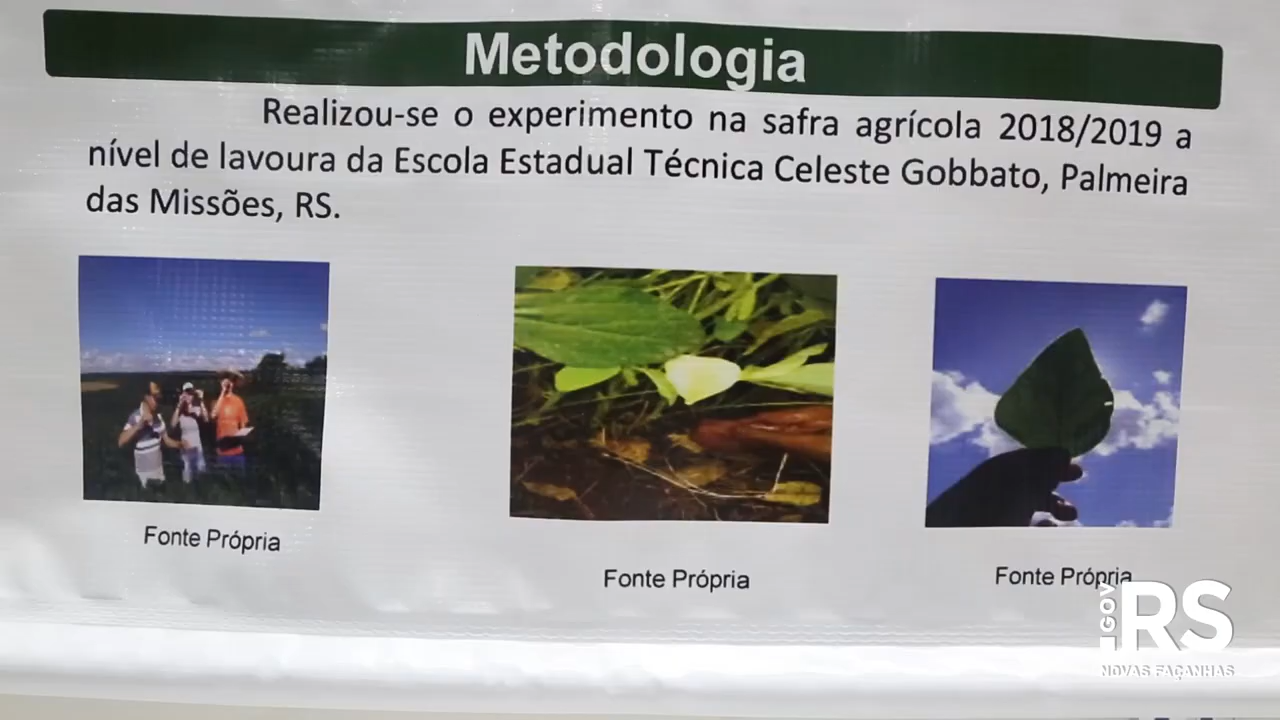 Metodologia
Realizou-se o experimento na safra agrícola 2018/2019 a
nível de lavoura da Escola Estadual Técnica Celeste Gobbato, Palmeira
das Missões, RS.
Fonte Própria
Fonte Própria
Fonte Própria
GOV
RS
NOVAS FAÇANHAS